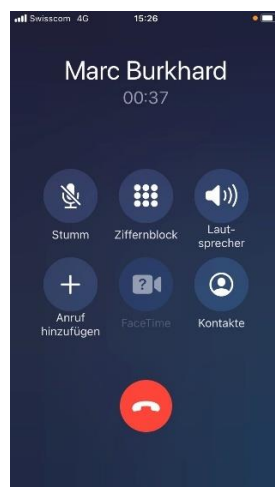 Swisscom 4G 15:26
Marc Burkhard
00:37
Stumm Ziffernblock Laut-
sprecher
Anruf
hinzufügen FaceTime Kontakte